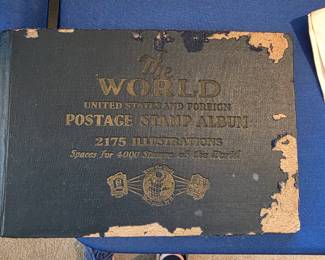 The
WORLD
UNITED STATES AND FOREIGN
POSTAGE STAMP ALBUM
2175 ILLUSTRATIONS
Spaces for 4000 Stamps of the World